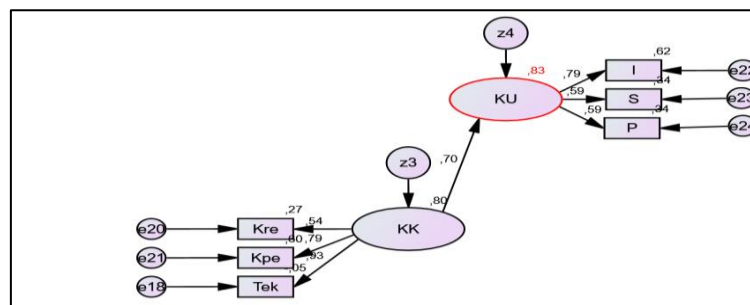 z4
,83
KU
,79
,59
,59
,62
I
e22
,34
S
e23
,34
P
e24
,70
z3
,80
KK
,27
,54
e20
Kre
,60
,79
e21
Kpe
,93
,05
e18
Tek